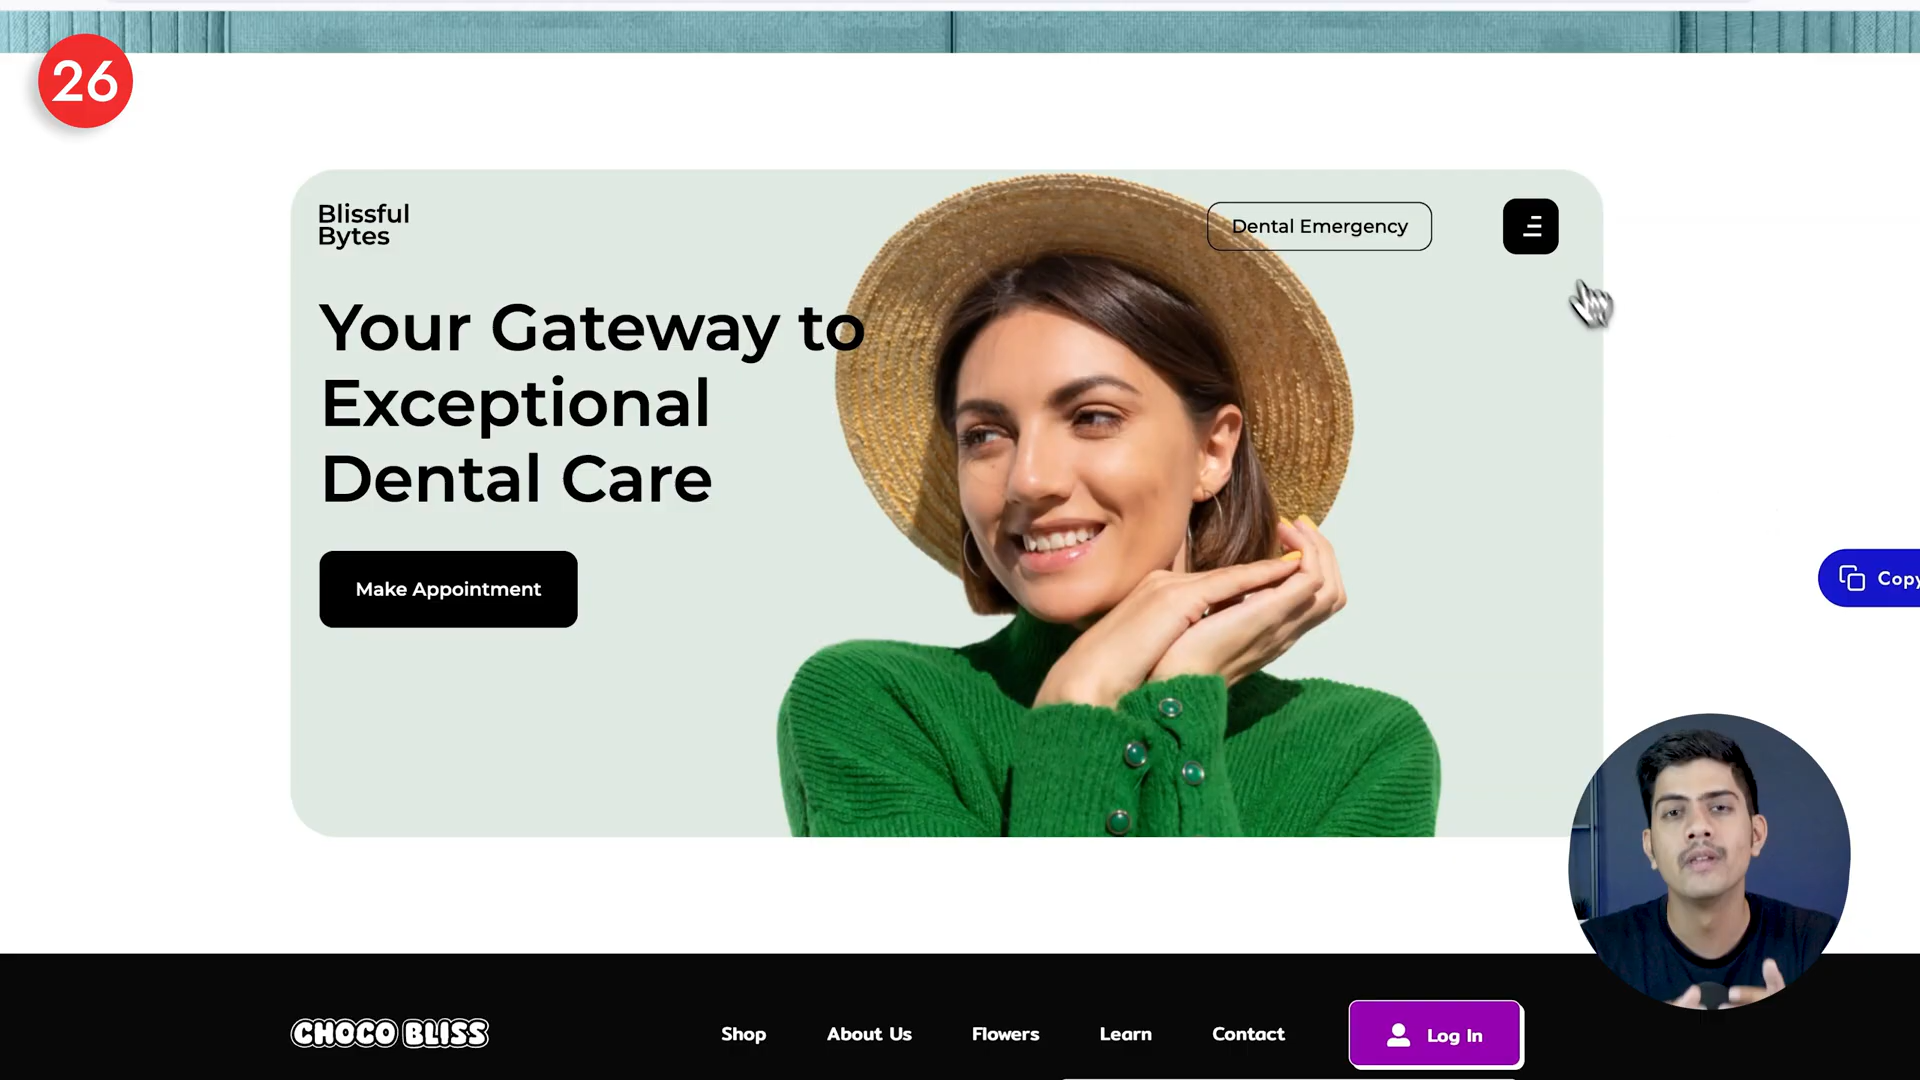 26
Blissful
Bytes
Dental Emergency
Your Gateway to
Exceptional
Dental Care
Make Appointment
Copy
CHOCO BLISS
Shop
About Us
Flowers
Learn
Contact
Log In